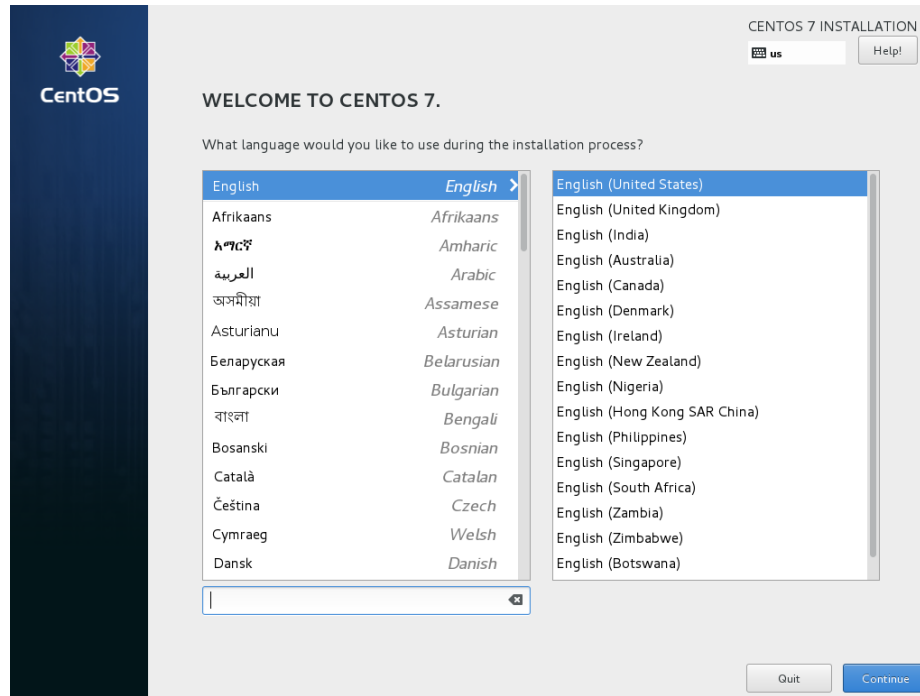 CentOS
CENTOS 7 INSTALLATION
us
Help!
WELCOME TO CENTOS 7.
What language would you like to use during the installation process?
English English
Afrikaans Afrikaans
አማርኛ Amharic
العربية Arabic
অসমীয়া Assamese
Asturianu Asturian
Беларуская Belarusian
Български Bulgarian
বাংলা Bengali
Bosanski Bosnian
Català Catalan
Čeština Czech
Cymraeg Welsh
Dansk Danish
English (United States)
English (United Kingdom)
English (India)
English (Australia)
English (Canada)
English (Denmark)
English (Ireland)
English (New Zealand)
English (Nigeria)
English (Hong Kong SAR China)
English (Philippines)
English (Singapore)
English (South Africa)
English (Zambia)
English (Zimbabwe)
English (Botswana)
Quit
Continue